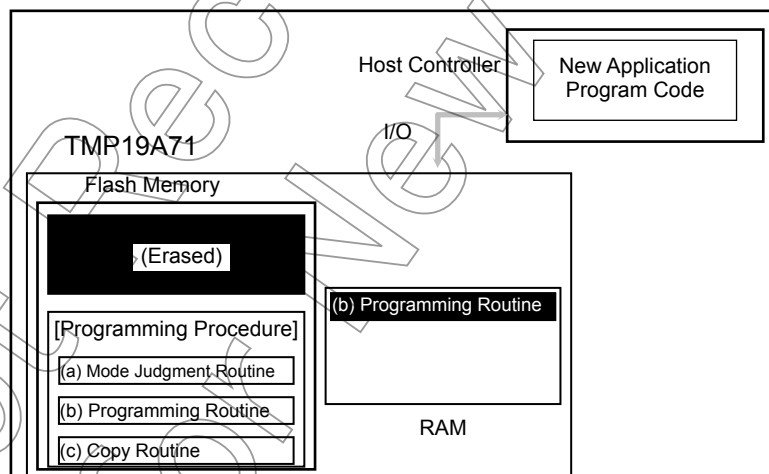 Host Controller
New Application
Program Code
I/O
TMP19A71
Flash Memory
(Erased)
[Programming Procedure]
(a) Mode Judgment Routine
(b) Programming Routine
(c) Copy Routine
(b) Programming Routine
RAM